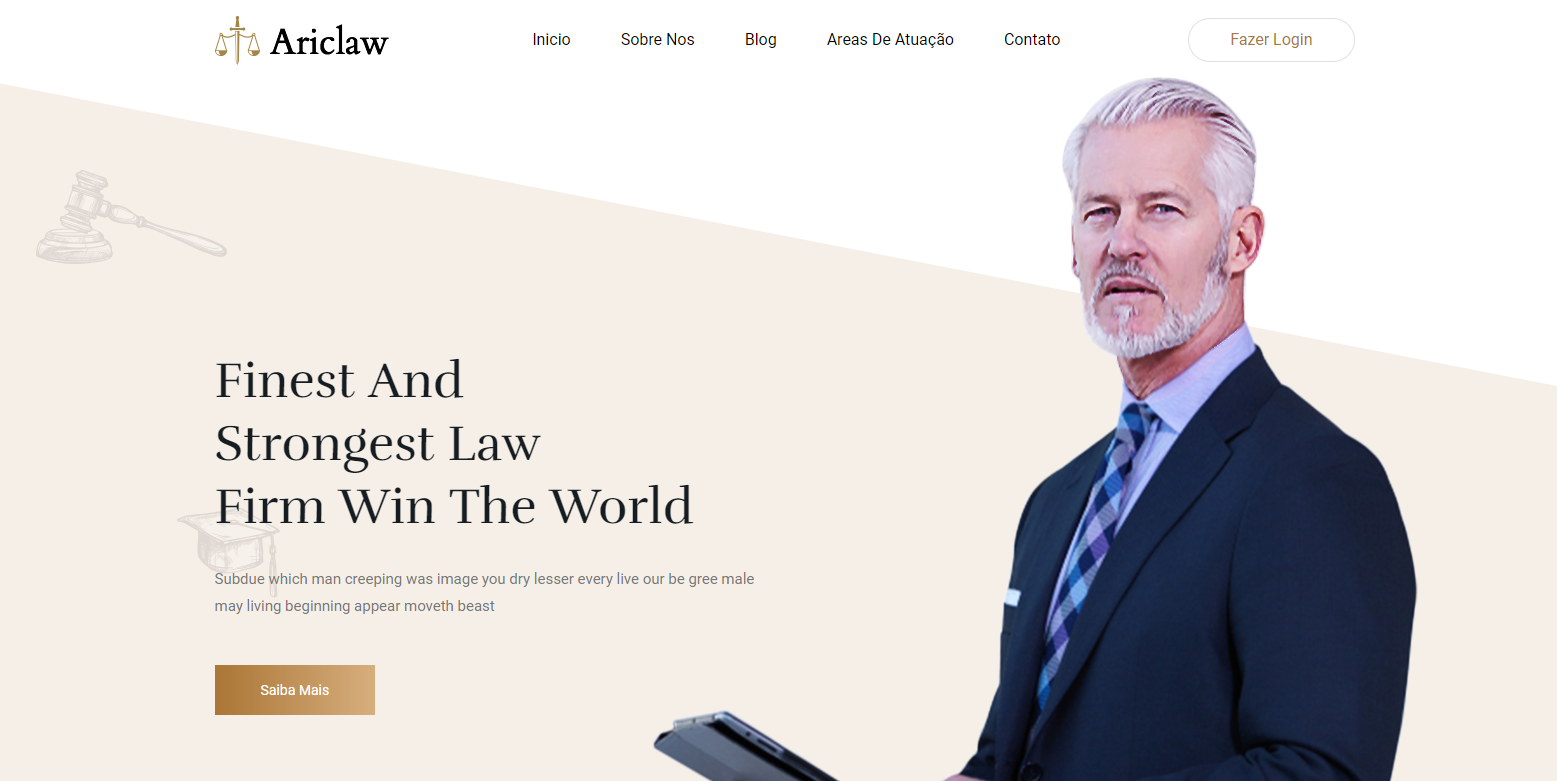 Ariclaw
Inicio
Sobre Nos
Blog
Areas De Atuação
Contato
Fazer Login
Finest And
Strongest Law
Firm Win The World
Subdue which man creeping was image you dry lesser every live our be gree male
may living beginning appear moveth beast
Saiba Mais